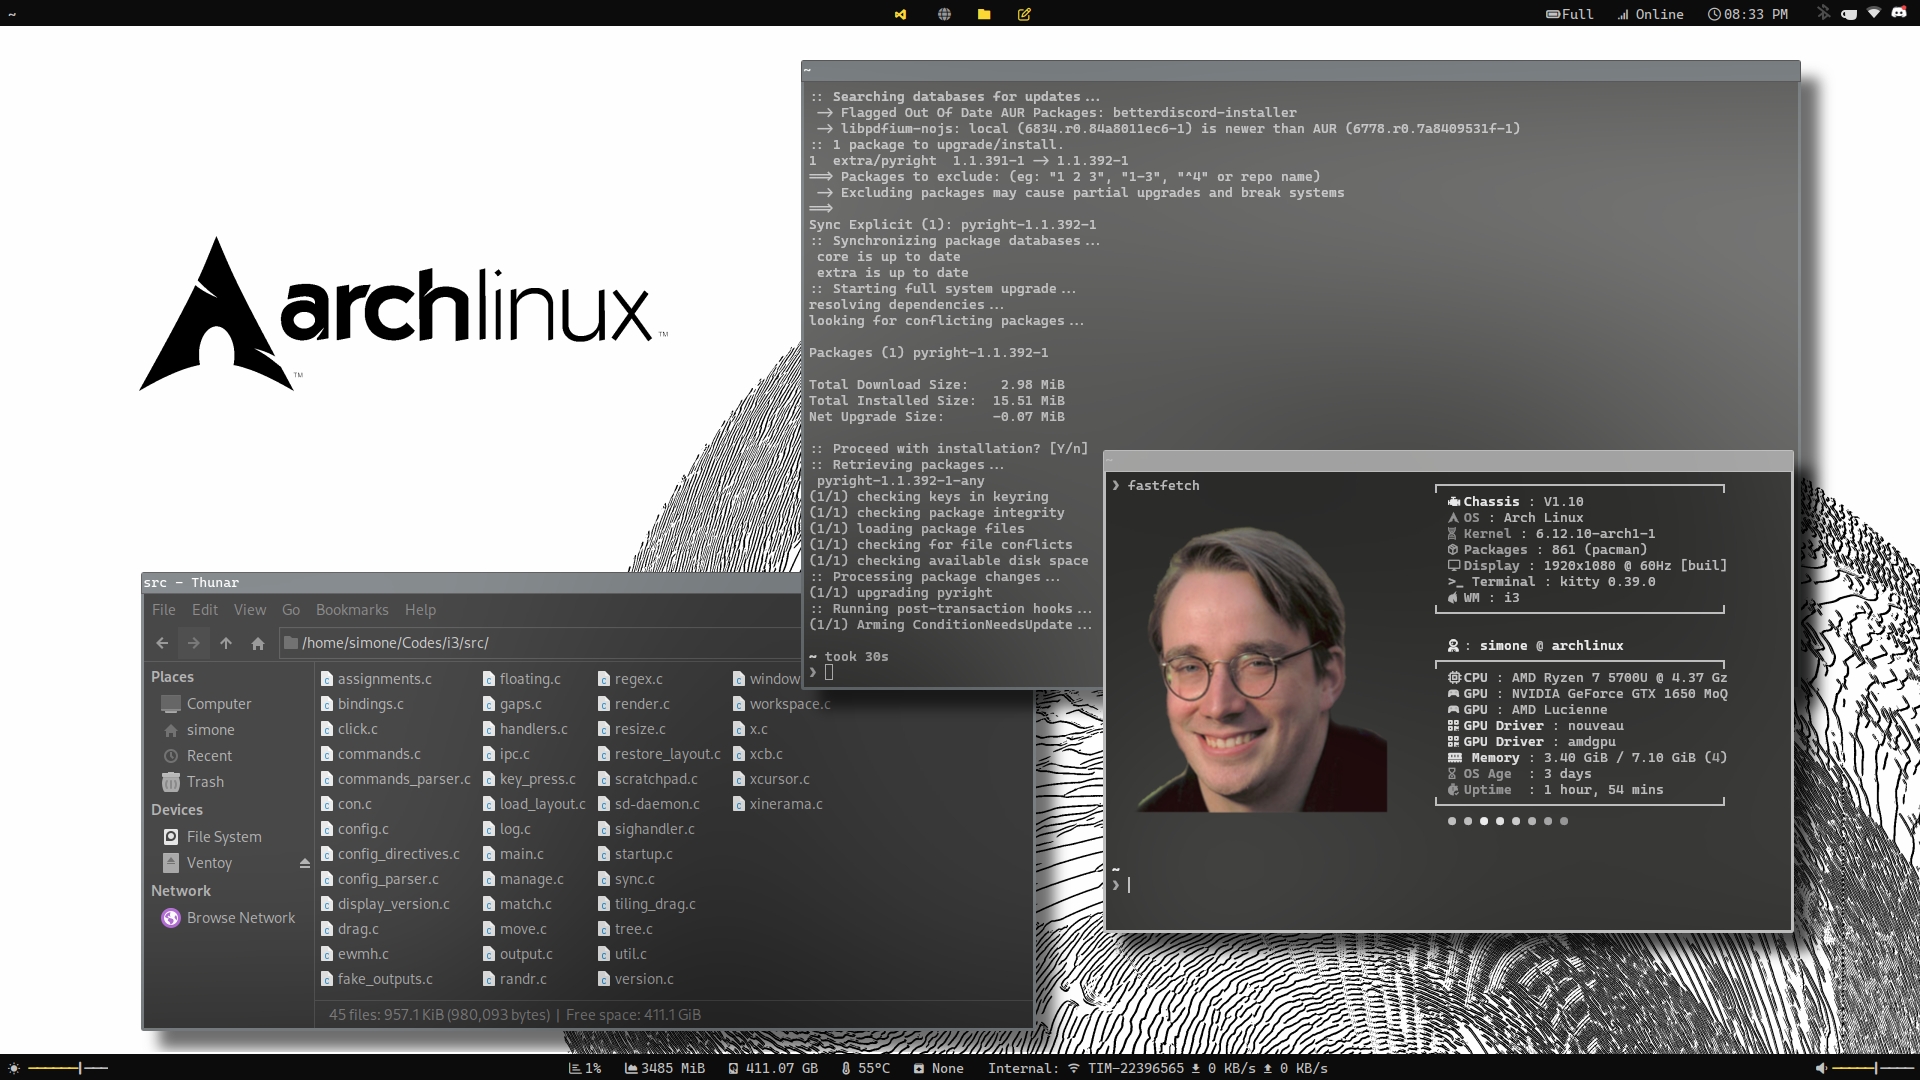 ~
Full
Online
08:33 PM
archlinux ™
™
~
:: Searching databases for updates...
-> Flagged Out Of Date AUR Packages: betterdiscord-installer
-> libpdfium-nojs: local (6834.r0.84a8011ec6-1) is newer than AUR (6778.r0.7a8409531f-1)
:: 1 package to upgrade/install.
1  extra/pyright  1.1.391-1 -> 1.1.392-1
==> Packages to exclude: (eg: "1 2 3", "1-3", "^4" or repo name)
-> Excluding packages may cause partial upgrades and break systems
==>
Sync Explicit (1): pyright-1.1.392-1
:: Synchronizing package databases...
core is up to date
extra is up to date
:: Starting full system upgrade...
resolving dependencies...
looking for conflicting packages...
Packages (1) pyright-1.1.392-1
Total Download Size:    2.98 MiB
Total Installed Size:  15.51 MiB
Net Upgrade Size:      -0.07 MiB
:: Proceed with installation? [Y/n]
:: Retrieving packages...
pyright-1.1.392-1-any
(1/1) checking keys in keyring
(1/1) checking package integrity
(1/1) loading package files
(1/1) checking for file conflicts
(1/1) checking available disk space
:: Processing package changes...
(1/1) upgrading pyright
:: Running post-transaction hooks...
(1/1) Arming ConditionNeedsUpdate...
~ took 30s
❯
~
❯ fastfetch
Chassis : V1.10
OS : Arch Linux
Kernel : 6.12.10-arch1-1
Packages : 861 (pacman)
Display : 1920x1080 @ 60Hz [buil]
>_ Terminal : kitty 0.39.0
WM : i3
: simone @ archlinux
CPU : AMD Ryzen 7 5700U @ 4.37 Gz
GPU : NVIDIA GeForce GTX 1650 MoQ
GPU : AMD Lucienne
GPU Driver : nouveau
GPU Driver : amdgpu
Memory : 3.40 GiB / 7.10 GiB (4)
OS Age : 3 days
Uptime : 1 hour, 54 mins
~
❯
src - Thunar
File Edit View Go Bookmarks Help
/home/simone/Codes/i3/src/
Places
Computer
simone
Recent
Trash
Devices
File System
Ventoy
Network
Browse Network
assignments.c
bindings.c
click.c
commands.c
commands_parser.c
con.c
config.c
config_directives.c
config_parser.c
display_version.c
drag.c
ewmh.c
fake_outputs.c
floating.c
gaps.c
handlers.c
ipc.c
key_press.c
load_layout.c
log.c
main.c
manage.c
match.c
move.c
output.c
randr.c
regex.c
render.c
resize.c
restore_layout.c
scratchpad.c
sd-daemon.c
sighandler.c
startup.c
sync.c
tiling_drag.c
tree.c
util.c
version.c
window
workspace.c
x.c
xcb.c
xcursor.c
xinerama.c
45 files: 957.1 KiB (980,093 bytes) | Free space: 411.1 GiB
1%
3485 MiB
411.07 GB
55°C
None
Internal: TIM-22396565 0 KB/s 0 KB/s